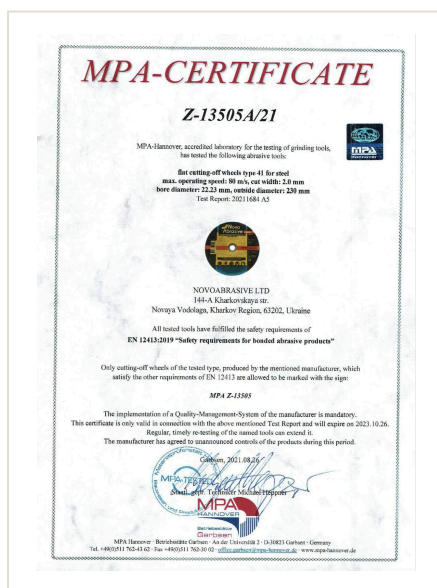 MPA-CERTIFICATE
Z-13505A/21
MPA-Hannover, accredited laboratory for the testing of grinding tools,
has tested the following abrasive tools:
MPA
Hannover
flat cutting-off wheels type 41 for steel
max. operating speed: 80 m/s, cut width: 2.0 mm
bore diameter: 22.23 mm, outside diameter: 230 mm
Test Report: 20211684 A5
Novo
Abrasive
NOVOABRASIVE LTD
144-A Kharkovskaya str.
Novaya Vodolaga, Kharkov Region, 63202, Ukraine
All tested tools have fulfilled the safety requirements of
EN 12413:2019 “Safety requirements for bonded abrasive products”
Only cutting-off wheels of the tested type, produced by the mentioned manufacturer, which
satisfy the other requirements of EN 12413 are allowed to be marked with the sign:
MPA Z-13505
The implementation of a Quality-Management-System of the manufacturer is mandatory.
This certificate is only valid in connection with the above mentioned Test Report and will expire on 2023.10.26.
Regular, timely re-testing of the named tools can extend it.
The manufacturer has agreed to unannounced controls of the products during this period.
Garbsen, 2021.08.26
MPA-TESTED
Staatl. gepr. Techniker Michael Heppner
MPA
HANNOVER
Betriebsstätte
Garbsen
MPA Hannover · Betriebsstätte Garbsen · An der Universität 2 · D-30823 Garbsen · Germany
Tel. +49(0)511 762-43 62 · Fax +49(0)511 762-30 02 · office.garbsen@mpa-hannover.de · www.mpa-hannover.de